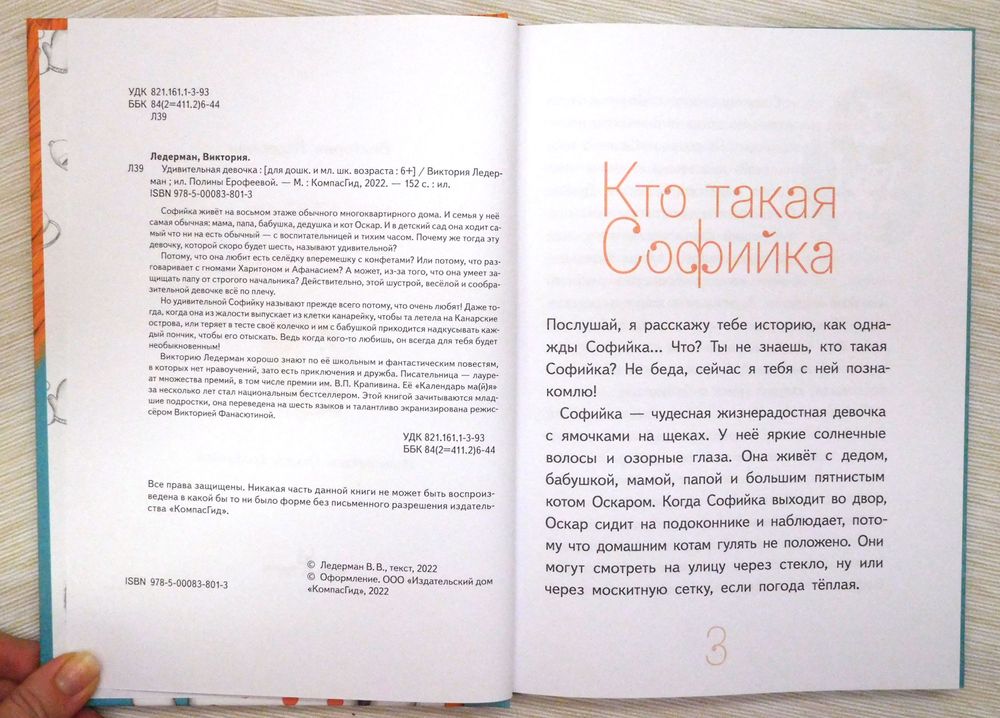 УДК 821.161.1-3-93
ББК 84(2=411.2)6-44
Л39
Ледерман, Виктория.
Л39 Удивительная девочка : [для дошк. и мл. шк. возраста : 6+] / Виктория Ледер-
ман ; ил. Полины Ерофеевой. — М. : КомпасГид, 2022. — 152 с. : ил.
ISBN 978-5-00083-801-3
Софийка живёт на восьмом этаже обычного многоквартирного дома. И семья у неё
самая обычная: мама, папа, бабушка, дедушка и кот Оскар. И в детский сад она ходит са-
мый что ни на есть обычный — с воспитательницей и тихим часом. Почему же тогда эту
девочку, которой скоро будет шесть, называют удивительной?
Потому, что она любит есть селёдку вперемешку с конфетами? Или потому, что раз-
говаривает с гномами Харитоном и Афанасием? А может, из-за того, что она умеет за-
щищать папу от строгого начальника? Действительно, этой шустрой, весёлой и сообра-
зительной девочке всё по плечу.
Но удивительной Софийку называют прежде всего потому, что очень любят! Даже то-
гда, когда она из жалости выпускает из клетки канарейку, чтобы та летела на Канарские
острова, или теряет в тесте своё колечко и им с бабушкой приходится надкусывать каж-
дый пончик, чтобы его отыскать. Ведь когда кого-то любишь, он всегда для тебя будет
необыкновенным!
Викторию Ледерман хорошо знают по её школьным и фантастическим повестям,
в которых нет нравоучений, зато есть приключения и дружба. Писательница — лауре-
ат множества премий, в том числе премии им. В.П. Крапивина. Её «Календарь ма(й)я»
за несколько лет стал национальным бестселлером. Этой книгой зачитываются млад-
шие подростки, она переведена на шесть языков и талантливо экранизирована режис-
сёром Викторией Фанасютиной.
УДК 821.161.1-3-93
ББК 84(2=411.2)6-44
Все права защищены. Никакая часть данной книги не может быть воспроиз-
ведена в какой бы то ни было форме без письменного разрешения издатель-
ства «КомпасГид».
ISBN 978-5-00083-801-3
© Ледерман В.В., текст, 2022
© Оформление. ООО «Издательский дом
«КомпасГид», 2022
Кто такая
Софийка
Послушай, я расскажу тебе историю, как одна-
жды Софийка... Что? Ты не знаешь, кто такая
Софийка? Не беда, сейчас я тебя с ней позна-
комлю!
Софийка — чудесная жизнерадостная девочка
с ямочками на щеках. У неё яркие солнечные
волосы и озорные глаза. Она живёт с дедом,
бабушкой, мамой, папой и большим пятнистым
котом Оскаром. Когда Софийка выходит во двор,
Оскар сидит на подоконнике и наблюдает, пото-
му что домашним котам гулять не положено. Они
могут смотреть на улицу через стекло, ну или
через москитную сетку, если погода тёплая.
3